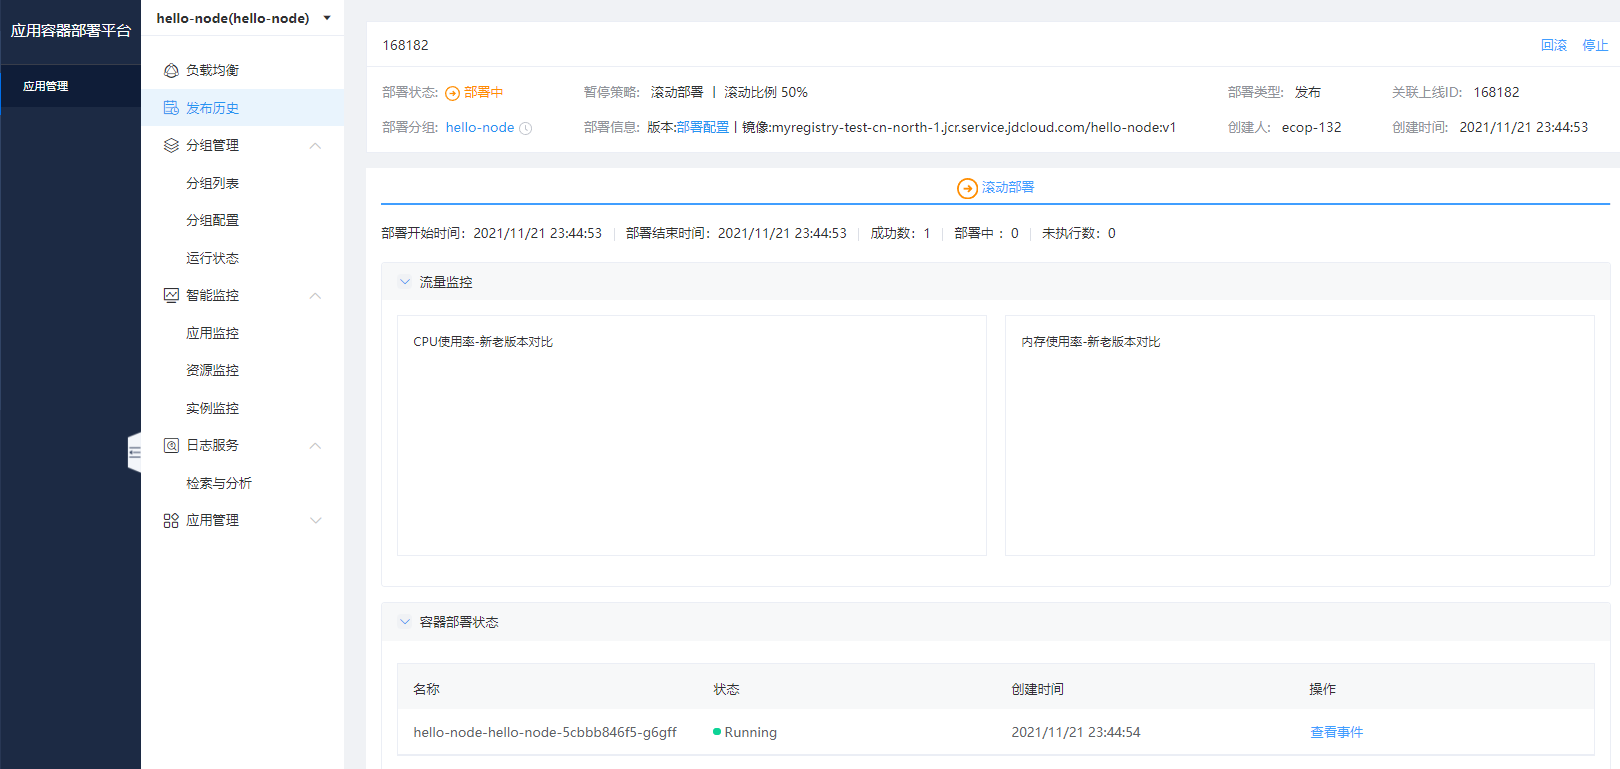 应用容器部署平台
应用管理
hello-node(hello-node)
负载均衡
发布历史
分组管理
分组列表
分组配置
运行状态
智能监控
应用监控
资源监控
实例监控
日志服务
检索与分析
应用管理
168182
回滚 停止
部署状态: 部署中 暂停策略: 滚动部署 | 滚动比例 50% 部署类型: 发布 关联上线ID: 168182
部署分组: hello-node 部署信息: 版本:部署配置 | 镜像:myregistry-test-cn-north-1.jcr.service.jdcloud.com/hello-node:v1 创建人: ecop-132 创建时间: 2021/11/21 23:44:53
滚动部署
部署开始时间: 2021/11/21 23:44:53 部署结束时间: 2021/11/21 23:44:53 成功数: 1 部署中 : 0 未执行数: 0
流量监控
CPU使用率-新老版本对比 内存使用率-新老版本对比
容器部署状态
名称 状态 创建时间 操作
hello-node-hello-node-5cbbb846f5-g6gff Running 2021/11/21 23:44:54 查看事件